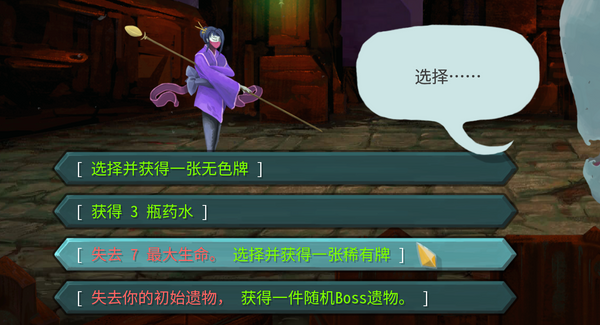 选择……
[ 选择并获得一张无色牌 ]
[ 获得 3 瓶药水 ]
[ 失去 7 最大生命。 选择并获得一张稀有牌 ]
[ 失去你的初始遗物， 获得一件随机Boss遗物。 ]